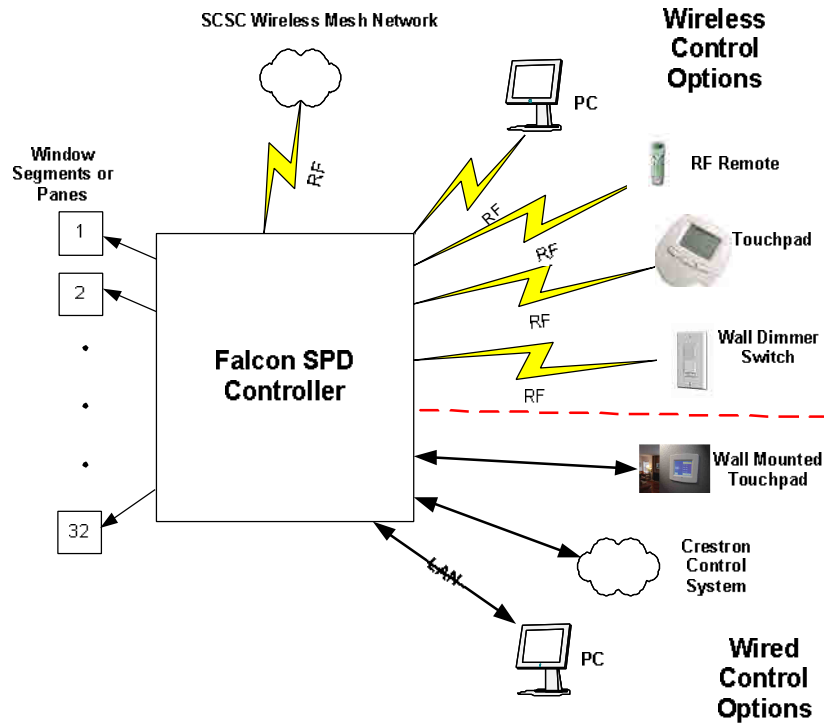 SCSC Wireless Mesh Network
Wireless
Control
Options
PC
RF
RF Remote
Window
Segments or
Panes
1
RF
Touchpad
RF
2
RF
Wall Dimmer
Switch
Falcon SPD
Controller
RF
Wall Mounted
Touchpad
32
Crestron
Control
System
LAN
PC
Wired
Control
Options